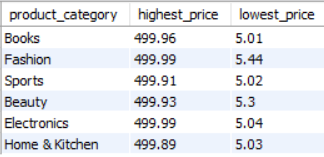 product_category highest_price lowest_price
Books 499.96 5.01
Fashion 499.99 5.44
Sports 499.91 5.02
Beauty 499.93 5.3
Electronics 499.99 5.04
Home & Kitchen 499.89 5.03